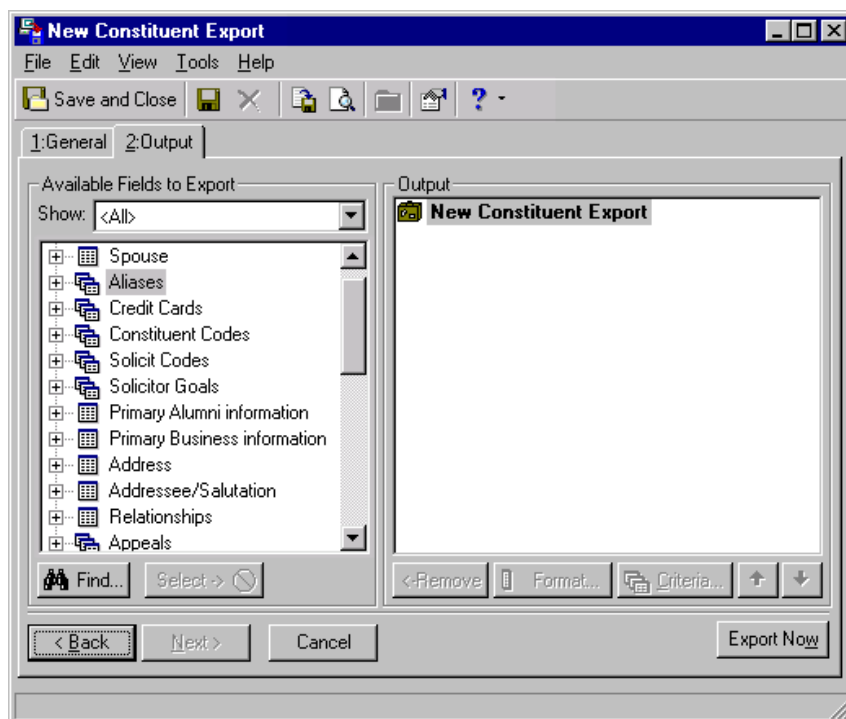 New Constituent Export
File Edit View Tools Help
Save and Close ?
1:General 2:Output
Available Fields to Export
Show: <All>
Spouse
Aliases
Credit Cards
Constituent Codes
Solicit Codes
Solicitor Goals
Primary Alumni information
Primary Business information
Address
Addressee/Salutation
Relationships
Appeals
Find... Select ->
Output
New Constituent Export
<-Remove Format... Criteria...
< Back Next > Cancel Export Now